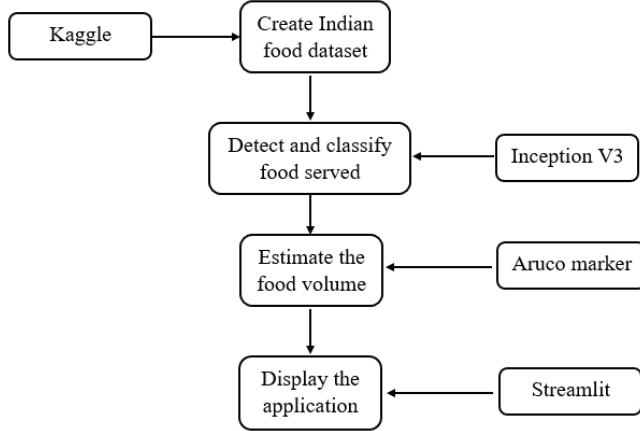 Kaggle
Create Indian
food dataset
Detect and classify
food served
Inception V3
Estimate the
food volume
Aruco marker
Display the
application
Streamlit